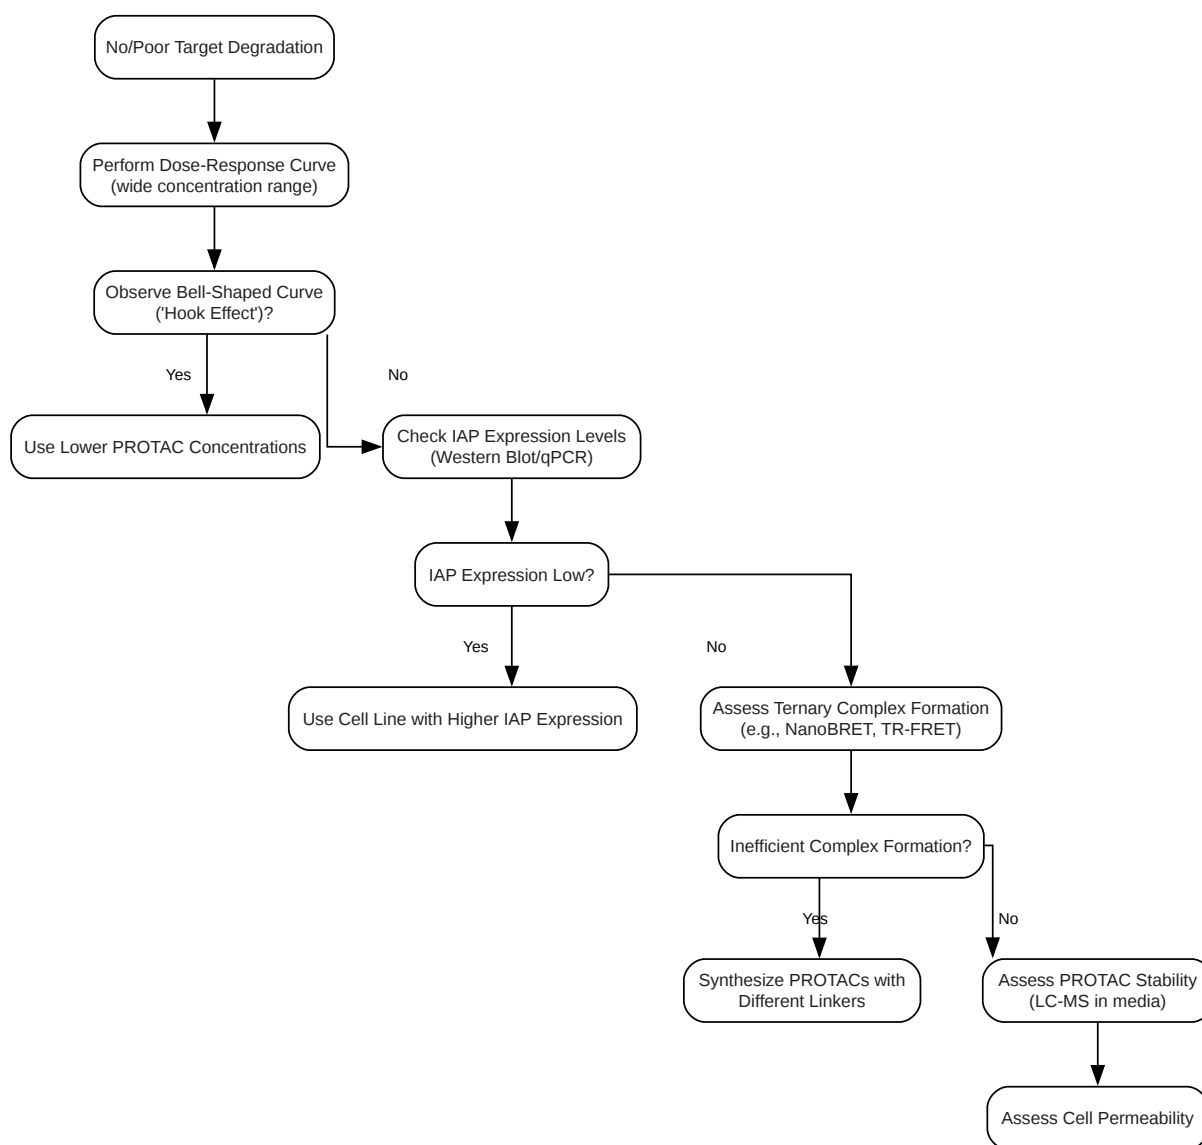 No/Poor Target Degradation
Perform Dose-Response Curve
(wide concentration range)
Observe Bell-Shaped Curve
('Hook Effect')?
Yes
No
Use Lower PROTAC Concentrations
Check IAP Expression Levels
(Western Blot/qPCR)
IAP Expression Low?
Yes
No
Use Cell Line with Higher IAP Expression
Assess Ternary Complex Formation
(e.g., NanoBRET, TR-FRET)
Inefficient Complex Formation?
Yes
No
Synthesize PROTACs with
Different Linkers
Assess PROTAC Stability
(LC-MS in media)
Assess Cell Permeability